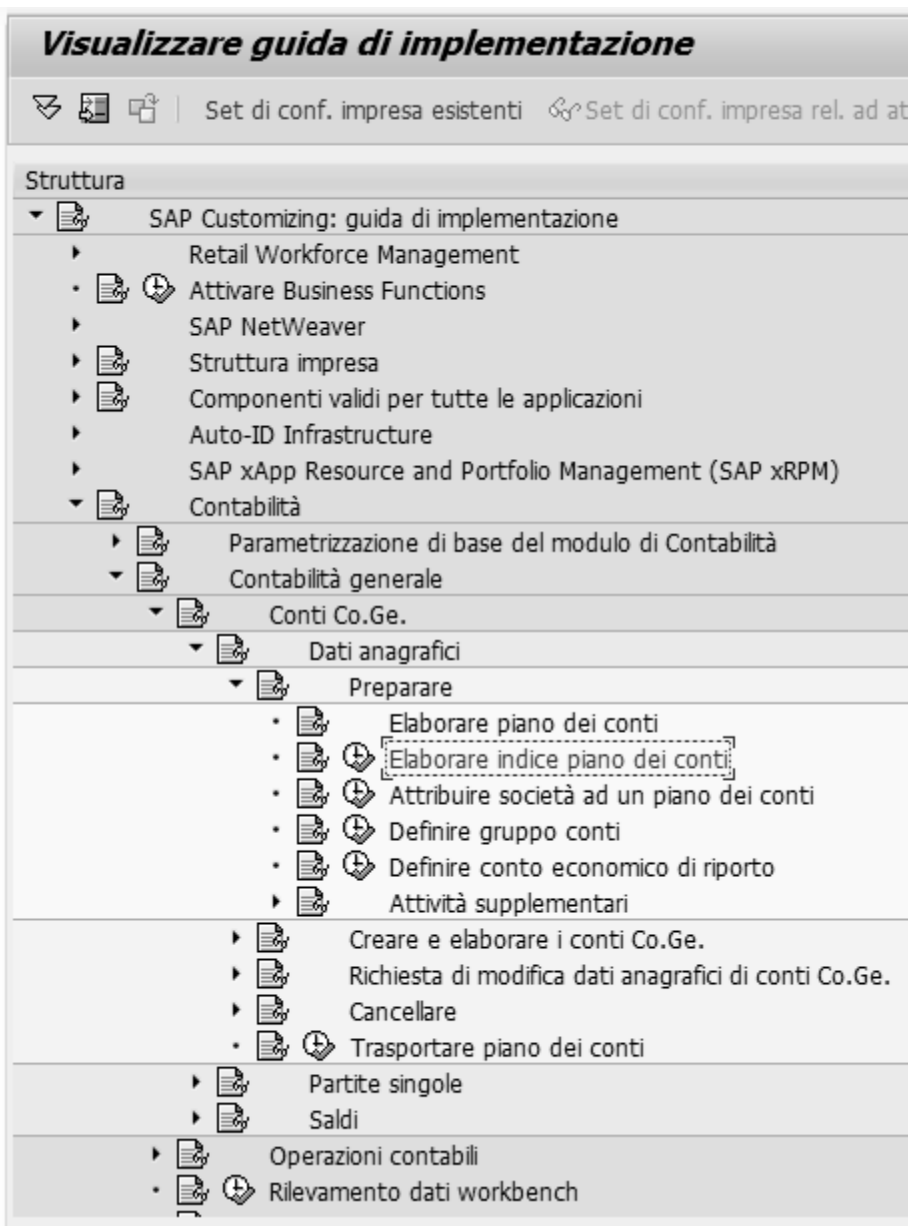 Visualizzare guida di implementazione
Set di conf. impresa esistenti Set di conf. impresa rel. ad at
Struttura
SAP Customizing: guida di implementazione
Retail Workforce Management
Attivare Business Functions
SAP NetWeaver
Struttura impresa
Componenti validi per tutte le applicazioni
Auto-ID Infrastructure
SAP xApp Resource and Portfolio Management (SAP xRPM)
Contabilità
Parametrizzazione di base del modulo di Contabilità
Contabilità generale
Conti Co.Ge.
Dati anagrafici
Preparare
Elaborare piano dei conti
Elaborare indice piano dei conti
Attribuire società ad un piano dei conti
Definire gruppo conti
Definire conto economico di riporto
Attività supplementari
Creare e elaborare i conti Co.Ge.
Richiesta di modifica dati anagrafici di conti Co.Ge.
Cancellare
Trasportare piano dei conti
Partite singole
Saldi
Operazioni contabili
Rilevamento dati workbench